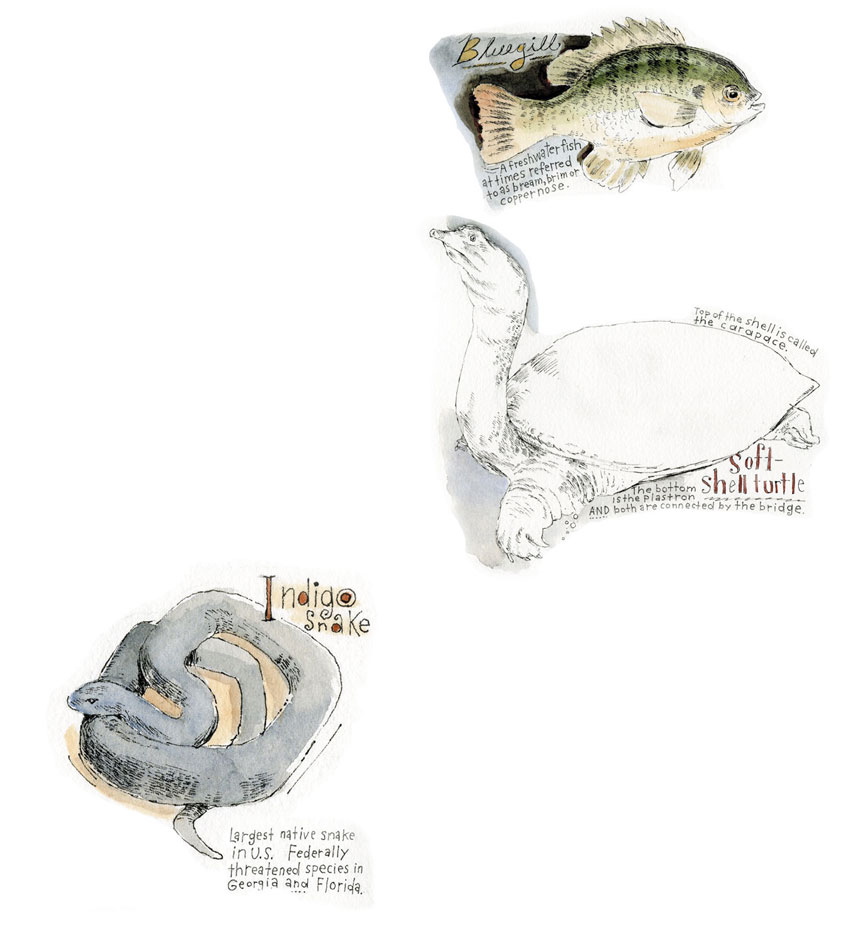 Bluegill
A freshwater fish
at times referred
to as bream, brim or
coppernose.
Top of the shell is called
the carapace.
Soft-
shell turtle
The bottom
is the plastron
AND both are connected by the bridge.
Indigo
snake
Largest native snake
in U.S. Federally
threatened species in
Georgia and Florida.